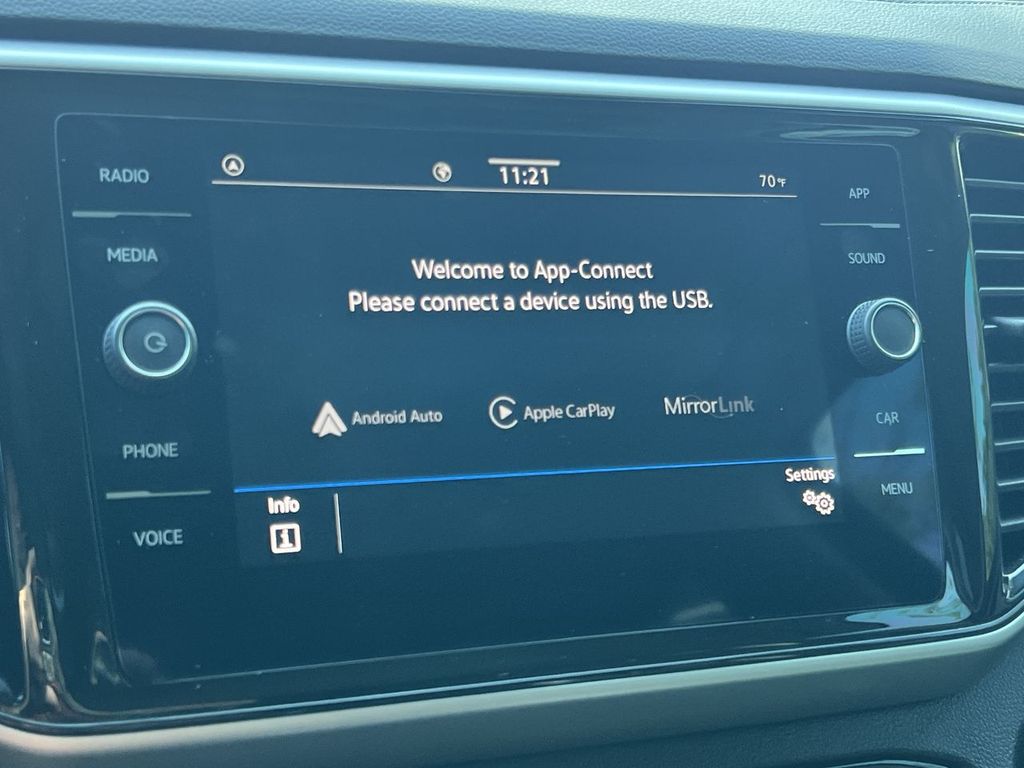 RADIO
MEDIA
PHONE
VOICE
11:21
70°F
Welcome to App-Connect
Please connect a device using the USB.
Android Auto
Apple CarPlay
MirrorLink
Info
Settings
APP
SOUND
CAR
MENU